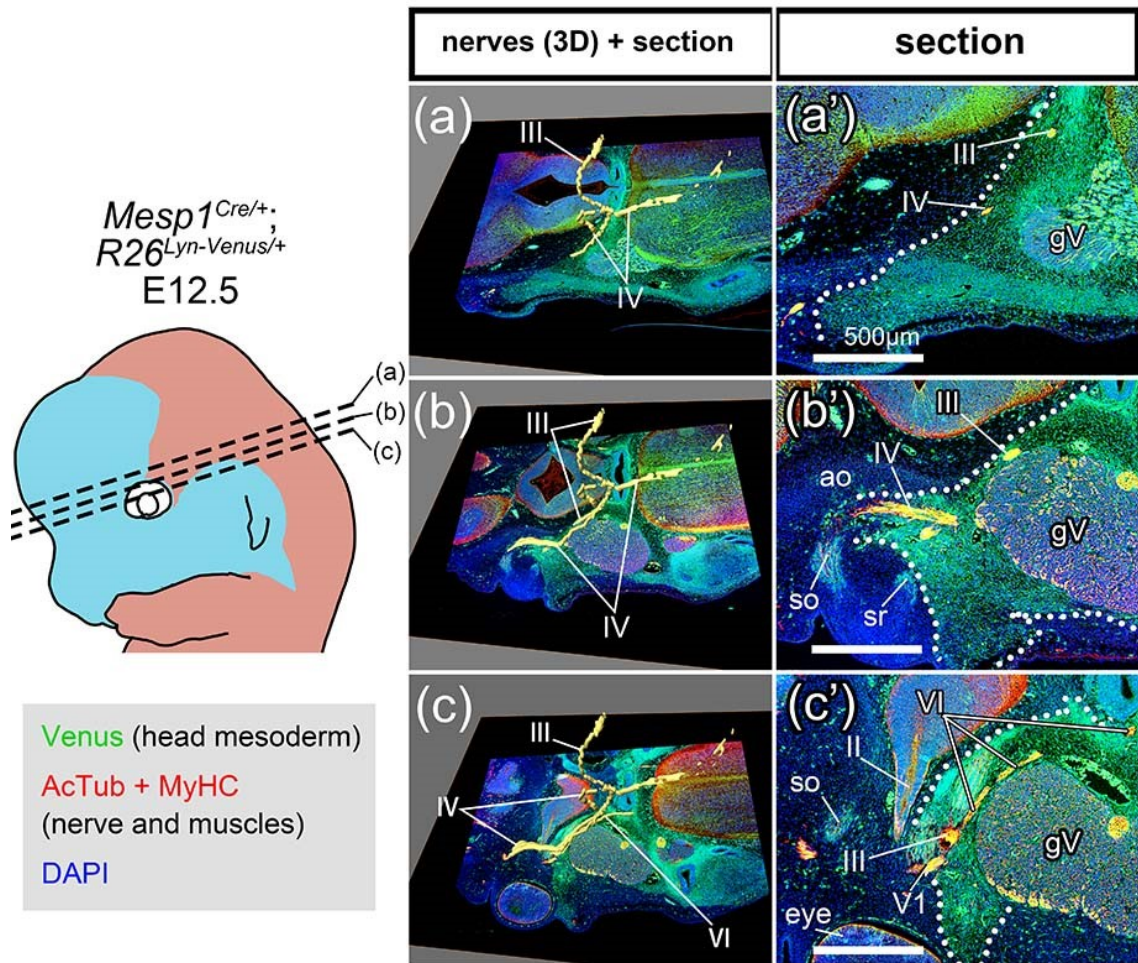 nerves (3D) + section
section
Mesp1Cre/+;
R26Lyn-Venus/+
E12.5
(a)
(b)
(c)
Venus (head mesoderm)
AcTub + MyHC
(nerve and muscles)
DAPI
(a)
III
IV
(a')
III
IV
gV
500µm
(b)
III
IV
(b')
III
IV
ao
gV
so
sr
(c)
III
IV
VI
(c')
VI
II
so
III
gV
V1
eye